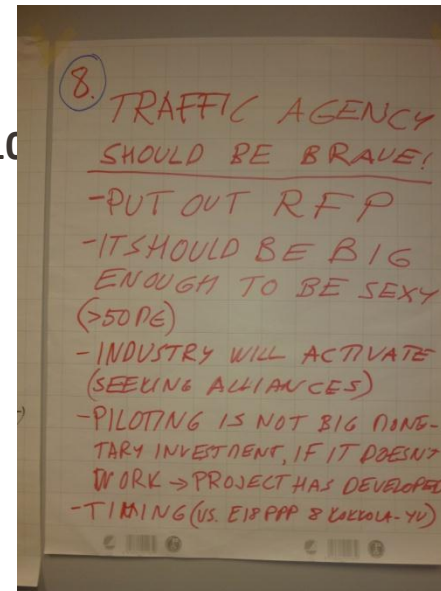 8.
TRAFFIC AGENCY
SHOULD BE BRAVE!
-PUT OUT RFP
-IT SHOULD BE BIG
ENOUGH TO BE SEXY
(>50M€)
- INDUSTRY WILL ACTIVATE
(SEEKING ALLIANCES)
-PILOTING IS NOT BIG MONE-
TARY INVESTMENT, IF IT DOESN'T
WORK → PROJECT HAS DEVELOPED
-TIMING (VS. E18 PPP & KOKKOLA-YV)